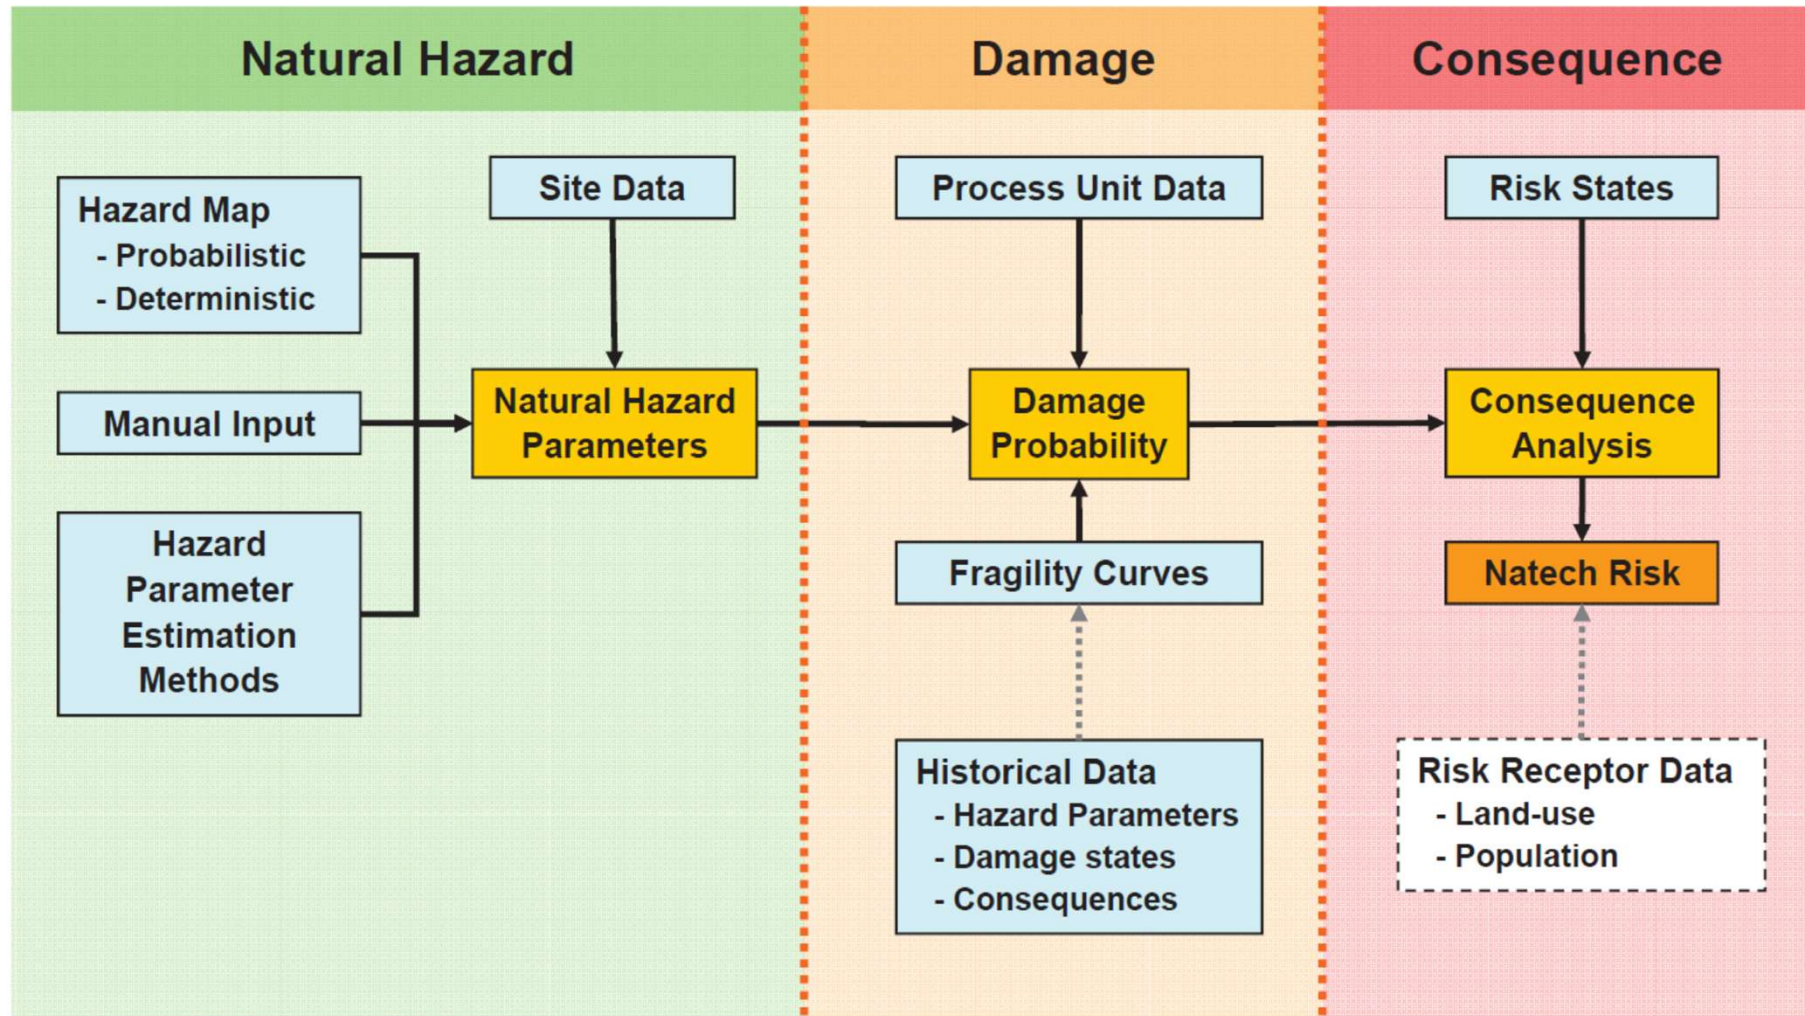 Natural Hazard
Damage
Consequence
Hazard Map
- Probabilistic
- Deterministic
Manual Input
Hazard
Parameter
Estimation
Methods
Site Data
Natural Hazard
Parameters
Process Unit Data
Damage
Probability
Fragility Curves
Historical Data
- Hazard Parameters
- Damage states
- Consequences
Risk States
Consequence
Analysis
Natech Risk
Risk Receptor Data
- Land-use
- Population